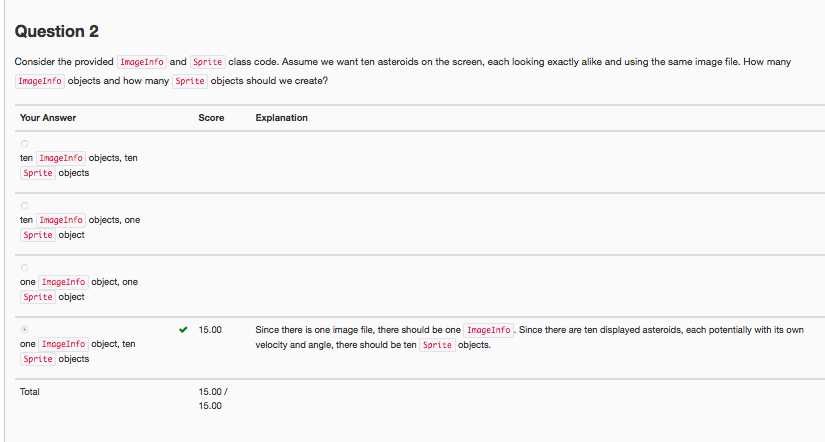 Question 2
Consider the provided ImageInfo and Sprite class code. Assume we want ten asteroids on the screen, each looking exactly alike and using the same image file. How many
ImageInfo objects and how many Sprite objects should we create?
Your Answer Score Explanation
ten ImageInfo objects, ten
Sprite objects
ten ImageInfo objects, one
Sprite object
one ImageInfo object, one
Sprite object
✔ 15.00 Since there is one image file, there should be one ImageInfo. Since there are ten displayed asteroids, each potentially with its own
one ImageInfo object, ten velocity and angle, there should be ten Sprite objects.
Sprite objects
Total 15.00 /
15.00